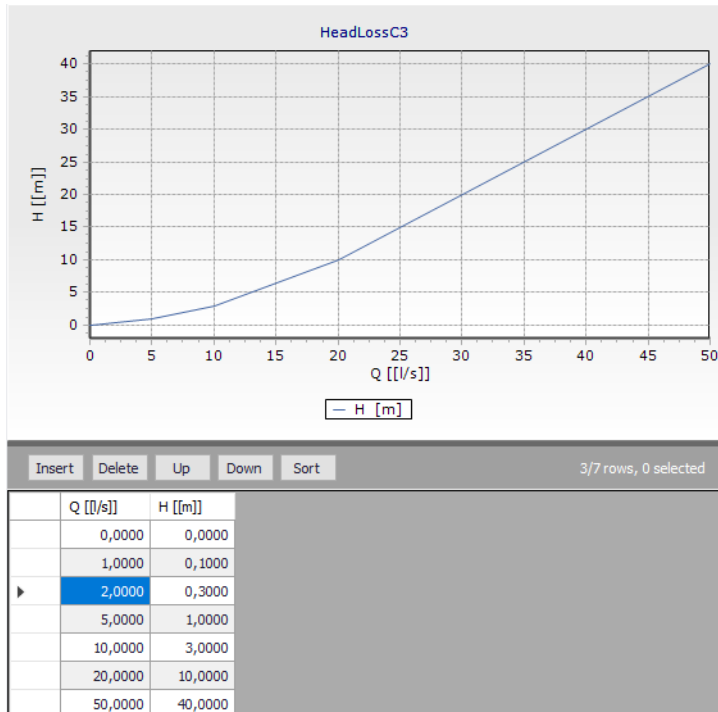 HeadLossC3
40
35
30
25
20
15
10
5
0
H [[m]]
0 5 10 15 20 25 30 35 40 45 50
Q [[l/s]]
H [m]
Insert Delete Up Down Sort 3/7 rows, 0 selected
Q [[l/s]] H [[m]]
0,0000 0,0000
1,0000 0,1000
2,0000 0,3000
5,0000 1,0000
10,0000 3,0000
20,0000 10,0000
50,0000 40,0000